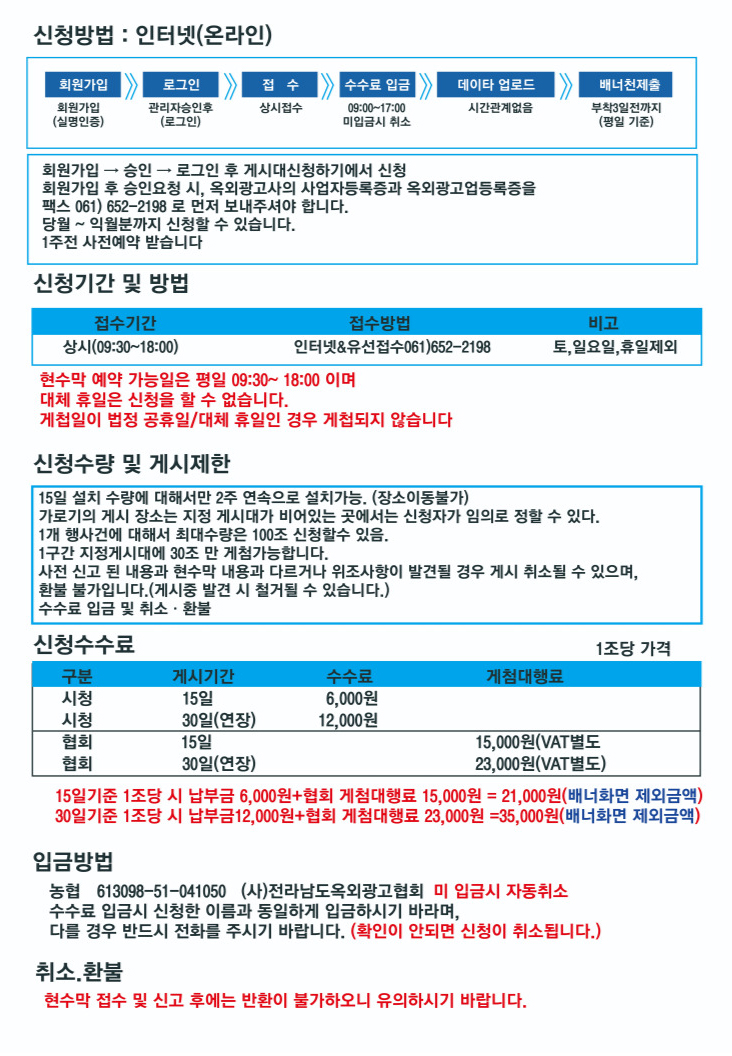 신청방법 : 인터넷(온라인)
회원가입 》 로그인 》 접 수 》 수수료 입금 》 데이타 업로드 》 배너천제출
회원가입 관리자승인후 상시접수 09:00~17:00 시간관계없음 부착3일전까지
(실명인증) (로그인) 미입금시 취소 (평일 기준)
회원가입 → 승인 → 로그인 후 게시대신청하기에서 신청
회원가입 후 승인요청 시, 옥외광고사의 사업자등록증과 옥외광고업등록증을
팩스 061) 652-2198 로 먼저 보내주셔야 합니다.
당월 ~ 익월분까지 신청할 수 있습니다.
1주전 사전예약 받습니다
신청기간 및 방법
접수기간 접수방법 비고
상시(09:30~18:00) 인터넷&유선접수061)652-2198 토,일요일,휴일제외
현수막 예약 가능일은 평일 09:30~ 18:00 이며
대체 휴일은 신청을 할 수 없습니다.
게첩일이 법정 공휴일/대체 휴일인 경우 게첩되지 않습니다
신청수량 및 게시제한
15일 설치 수량에 대해서만 2주 연속으로 설치가능. (장소이동불가)
가로기의 게시 장소는 지정 게시대가 비어있는 곳에서는 신청자가 임의로 정할 수 있다.
1개 행사건에 대해서 최대수량은 100조 신청할수 있음.
1구간 지정게시대에 30조 만 게첨가능합니다.
사전 신고 된 내용과 현수막 내용과 다르거나 위조사항이 발견될 경우 게시 취소될 수 있으며,
환불 불가입니다.(게시중 발견 시 철거될 수 있습니다.)
수수료 입금 및 취소 · 환불
신청수수료 1조당 가격
구분 게시기간 수수료 게첨대행료
시청 15일 6,000원
시청 30일(연장) 12,000원
협회 15일 15,000원(VAT별도
협회 30일(연장) 23,000원(VAT별도)
15일기준 1조당 시 납부금 6,000원+협회 게첨대행료 15,000원 = 21,000원(배너화면 제외금액)
30일기준 1조당 시 납부금12,000원+협회 게첨대행료 23,000원 =35,000원(배너화면 제외금액)
입금방법
농협 613098-51-041050 (사)전라남도옥외광고협회 미 입금시 자동취소
수수료 입금시 신청한 이름과 동일하게 입금하시기 바라며,
다를 경우 반드시 전화를 주시기 바랍니다. (확인이 안되면 신청이 취소됩니다.)
취소.환불
현수막 접수 및 신고 후에는 반환이 불가하오니 유의하시기 바랍니다.